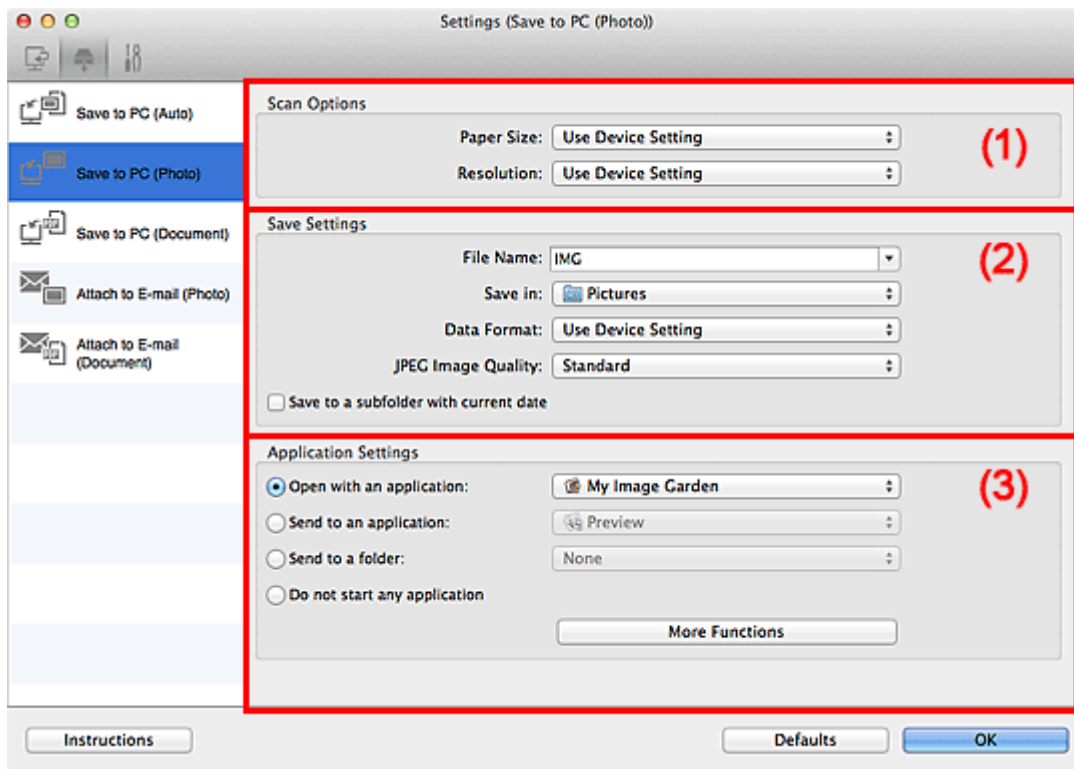 Settings (Save to PC (Photo))
Save to PC (Auto)
Save to PC (Photo)
Save to PC (Document)
Attach to E-mail (Photo)
Attach to E-mail
(Document)
Scan Options
(1)
Paper Size: Use Device Setting
Resolution: Use Device Setting
Save Settings
(2)
File Name: IMG
Save in: Pictures
Data Format: Use Device Setting
JPEG Image Quality: Standard
Save to a subfolder with current date
Application Settings
(3)
Open with an application: My Image Garden
Send to an application: Preview
Send to a folder: None
Do not start any application
More Functions
Instructions Defaults OK